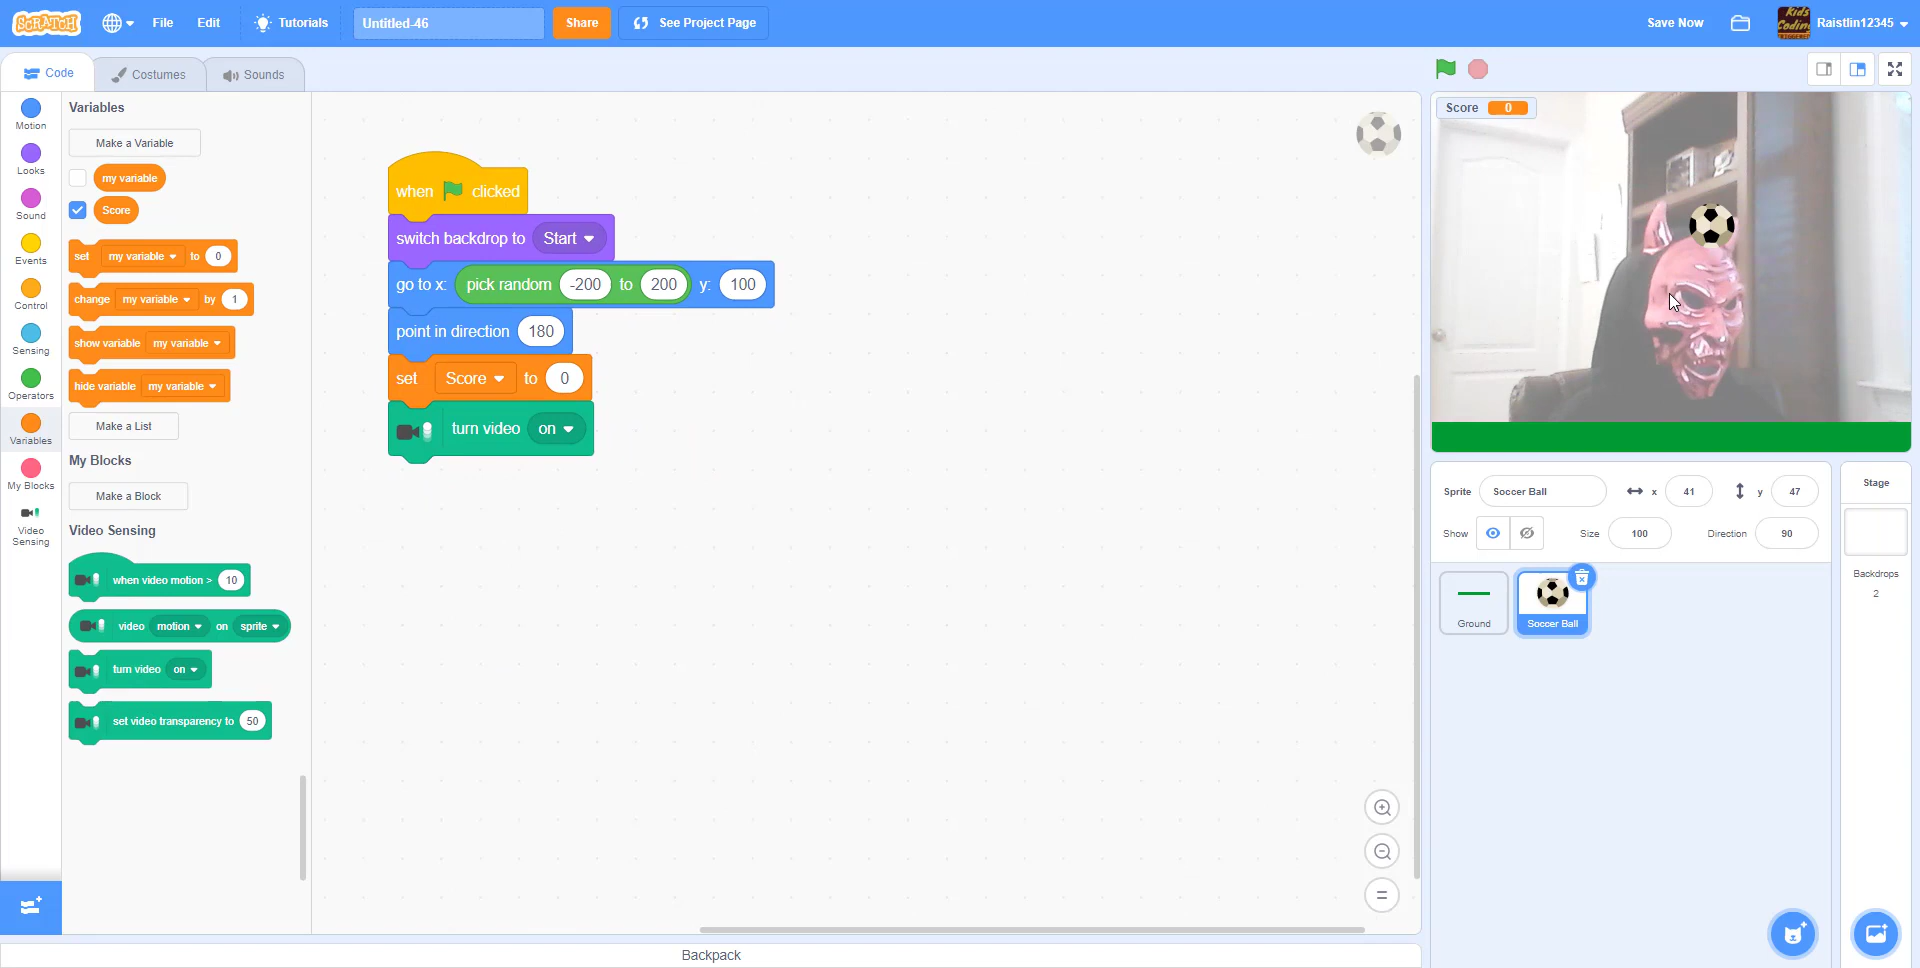 SCRATCH File Edit Tutorials Untitled-46 Share See Project Page Save Now Raistlin12345
Code Costumes Sounds
Motion
Looks
Sound
Events
Control
Sensing
Operators
Variables
My Blocks
Video
Sensing
Variables
Make a Variable
my variable
Score
set my variable to 0
change my variable by 1
show variable my variable
hide variable my variable
Make a List
My Blocks
Make a Block
Video Sensing
when video motion > 10
video motion on sprite
turn video on
set video transparency to 50
when clicked
switch backdrop to Start
go to x: pick random -200 to 200 y: 100
point in direction 180
set Score to 0
turn video on
Score 0
Sprite Soccer Ball x 41 y 47
Show Size 100 Direction 90
Ground
Soccer Ball
Stage
Backdrops
2
Backpack